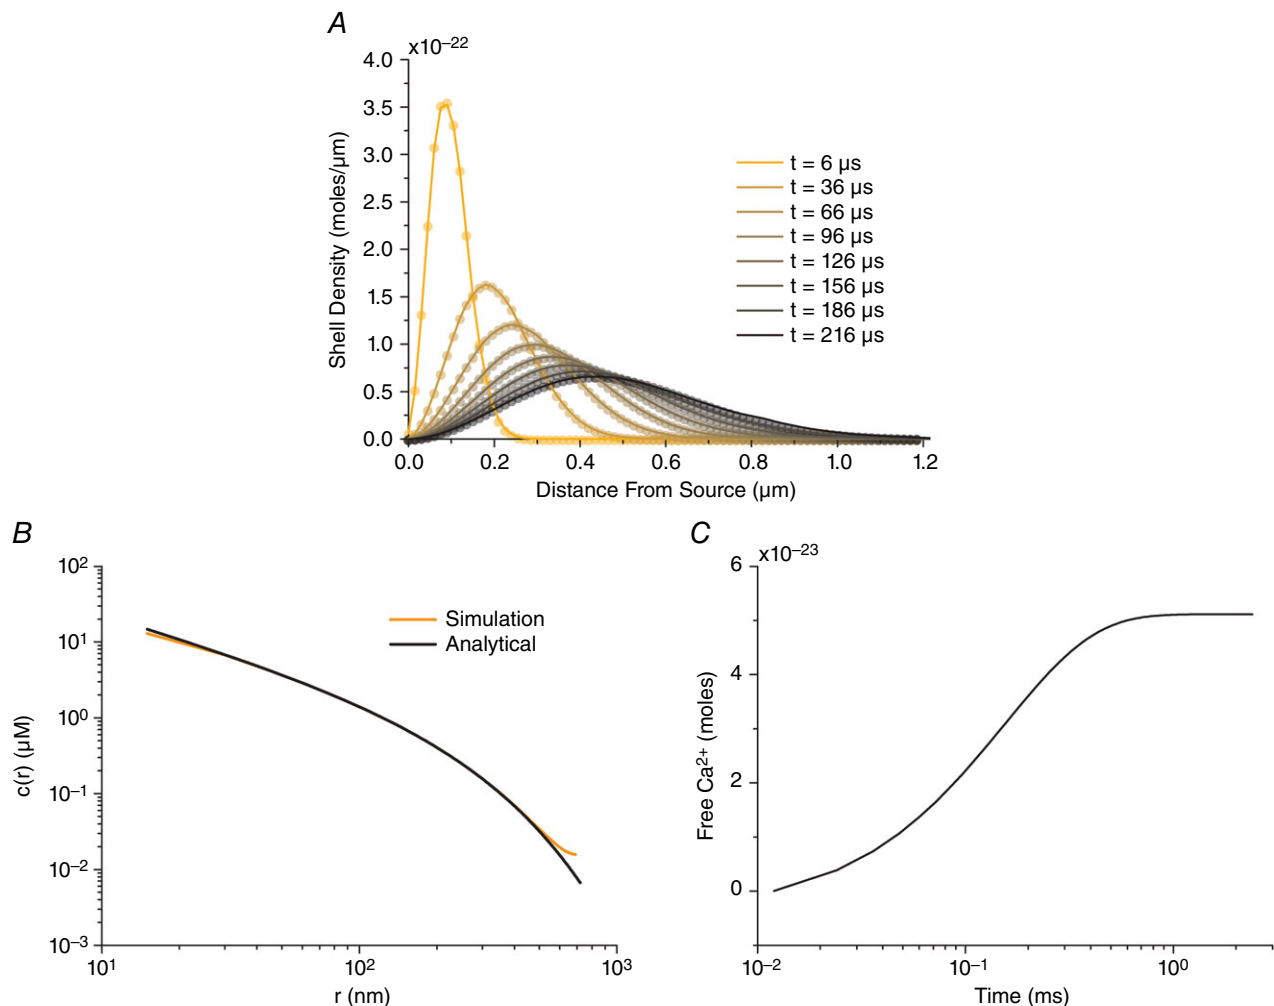 A
x10⁻²²
4.0
3.5
3.0
2.5
2.0
1.5
1.0
0.5
0.0
Shell Density (moles/µm)
0.0 0.2 0.4 0.6 0.8 1.0 1.2
Distance From Source (µm)
t = 6 µs
t = 36 µs
t = 66 µs
t = 96 µs
t = 126 µs
t = 156 µs
t = 186 µs
t = 216 µs
B
10²
10¹
10⁰
10⁻¹
10⁻²
10⁻³
c(r) (µM)
10¹ 10² 10³
r (nm)
Simulation
Analytical
C
x10⁻²³
6
4
2
0
Free Ca²⁺ (moles)
10⁻² 10⁻¹ 10⁰
Time (ms)